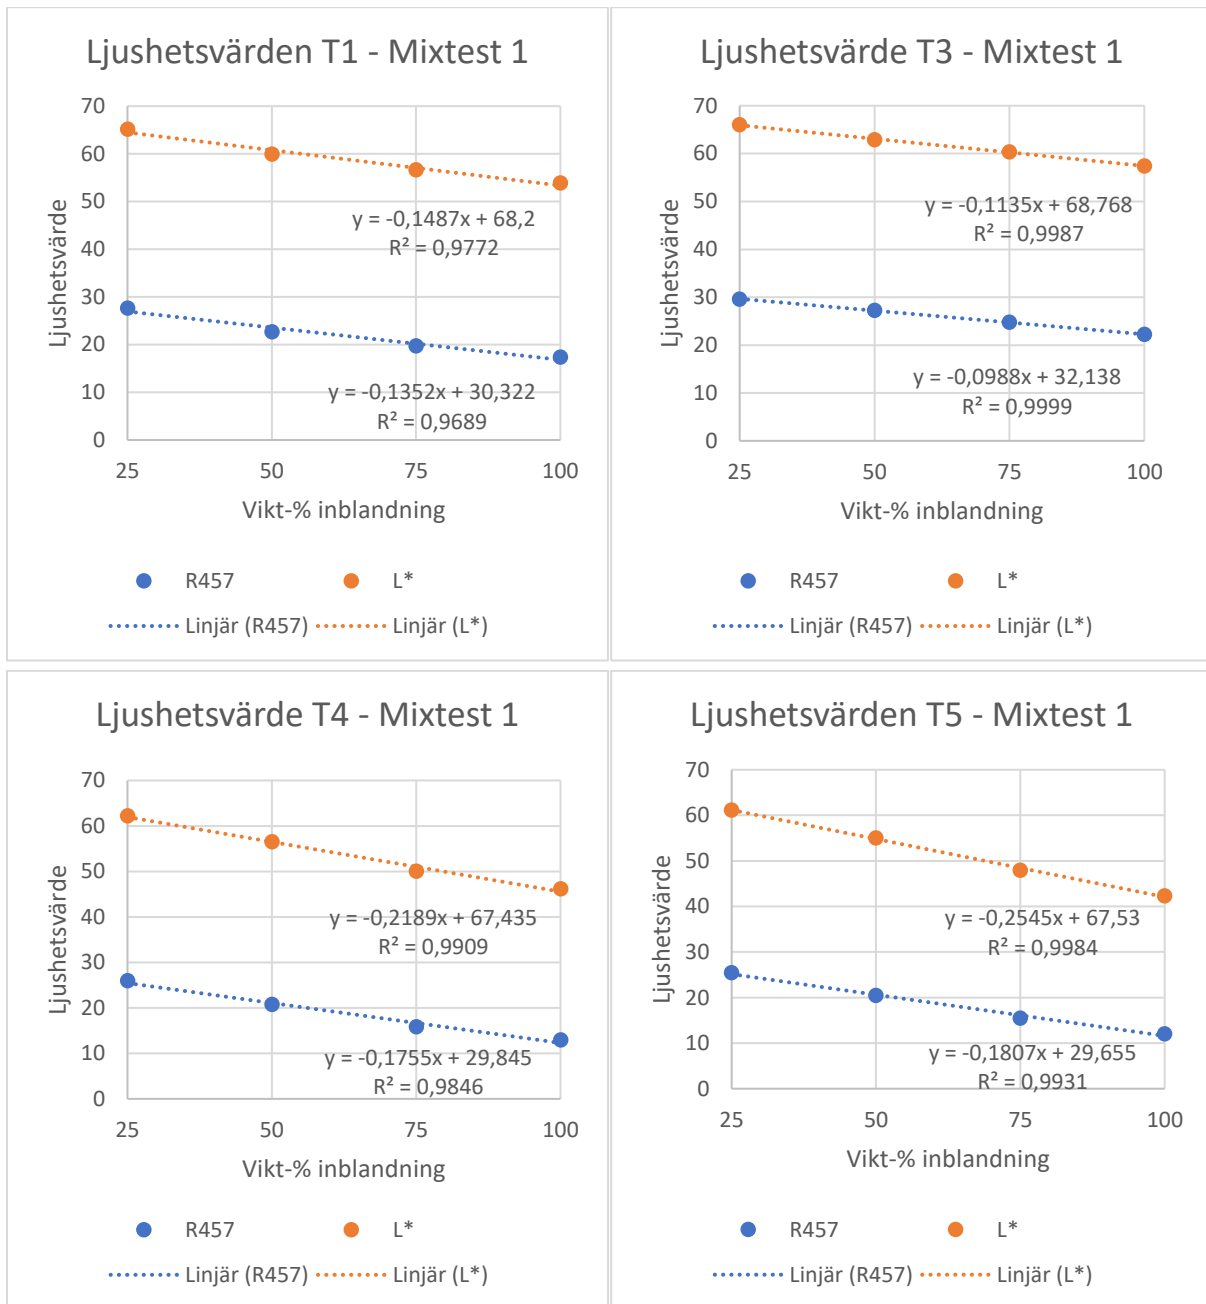 Ljushetsvärden T1 - Mixtest 1
70
60
50
40
30
20
10
0
Ljushetsvärde
y = -0,1487x + 68,2
R² = 0,9772
y = -0,1352x + 30,322
R² = 0,9689
25 50 75 100
Vikt-% inblandning
R457 L*
Linjär (R457) Linjär (L*)
Ljushetsvärde T3 - Mixtest 1
70
60
50
40
30
20
10
0
Ljushetsvärde
y = -0,1135x + 68,768
R² = 0,9987
y = -0,0988x + 32,138
R² = 0,9999
25 50 75 100
Vikt-% inblandning
R457 L*
Linjär (R457) Linjär (L*)
Ljushetsvärde T4 - Mixtest 1
70
60
50
40
30
20
10
0
Ljushetsvärde
y = -0,2189x + 67,435
R² = 0,9909
y = -0,1755x + 29,845
R² = 0,9846
25 50 75 100
Vikt-% inblandning
R457 L*
Linjär (R457) Linjär (L*)
Ljushetsvärden T5 - Mixtest 1
70
60
50
40
30
20
10
0
Ljushetsvärde
y = -0,2545x + 67,53
R² = 0,9984
y = -0,1807x + 29,655
R² = 0,9931
25 50 75 100
Vikt-% inblandning
R457 L*
Linjär (R457) Linjär (L*)